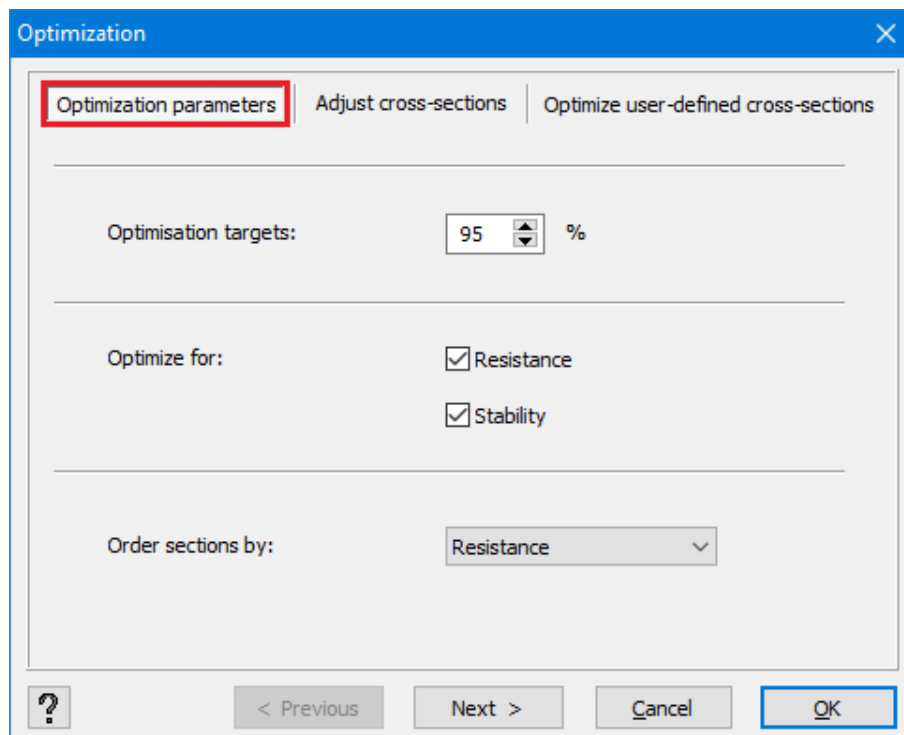 Optimization
Optimization parameters Adjust cross-sections Optimize user-defined cross-sections
Optimisation targets: 95 %
Optimize for: Resistance
Stability
Order sections by: Resistance
? < Previous Next > Cancel OK